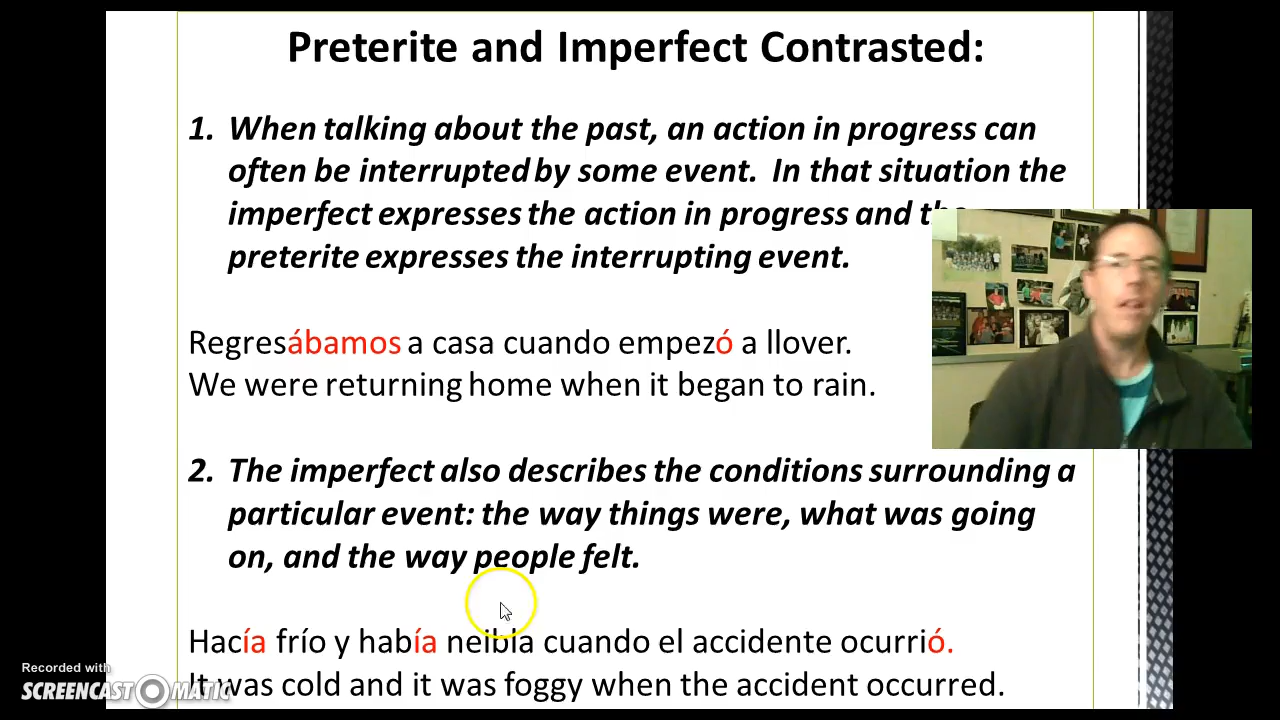 Preterite and Imperfect Contrasted:
1. When talking about the past, an action in progress can
often be interrupted by some event. In that situation the
imperfect expresses the action in progress and the
preterite expresses the interrupting event.
Regresábamos a casa cuando empezó a llover.
We were returning home when it began to rain.
2. The imperfect also describes the conditions surrounding a
particular event: the way things were, what was going
on, and the way people felt.
Hacía frío y había neibla cuando el accidente ocurrió.
It was cold and it was foggy when the accident occurred.
Recorded with
SCREENCAST-O-MATIC